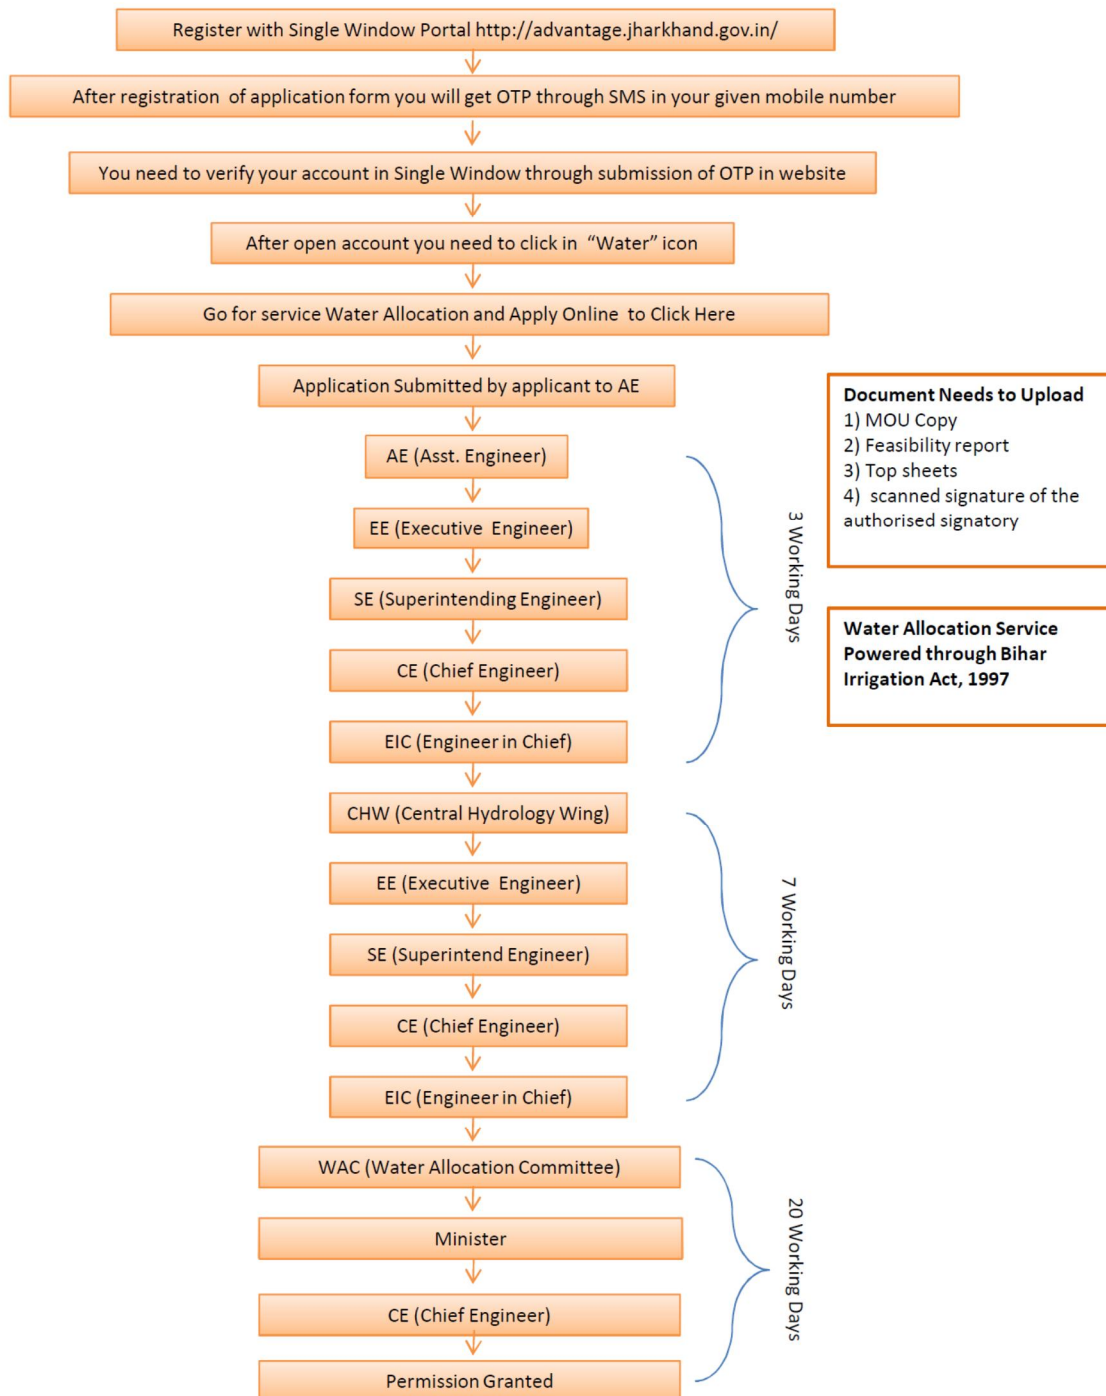 Register with Single Window Portal http://advantage.jharkhand.gov.in/
After registration of application form you will get OTP through SMS in your given mobile number
You need to verify your account in Single Window through submission of OTP in website
After open account you need to click in “Water” icon
Go for service Water Allocation and Apply Online to Click Here
Application Submitted by applicant to AE
AE (Asst. Engineer)
EE (Executive Engineer)
SE (Superintending Engineer)
CE (Chief Engineer)
EIC (Engineer in Chief)
3 Working Days
Document Needs to Upload
1) MOU Copy
2) Feasibility report
3) Top sheets
4) scanned signature of the
authorised signatory
Water Allocation Service
Powered through Bihar
Irrigation Act, 1997
CHW (Central Hydrology Wing)
EE (Executive Engineer)
SE (Superintend Engineer)
CE (Chief Engineer)
EIC (Engineer in Chief)
7 Working Days
WAC (Water Allocation Committee)
Minister
CE (Chief Engineer)
Permission Granted
20 Working Days